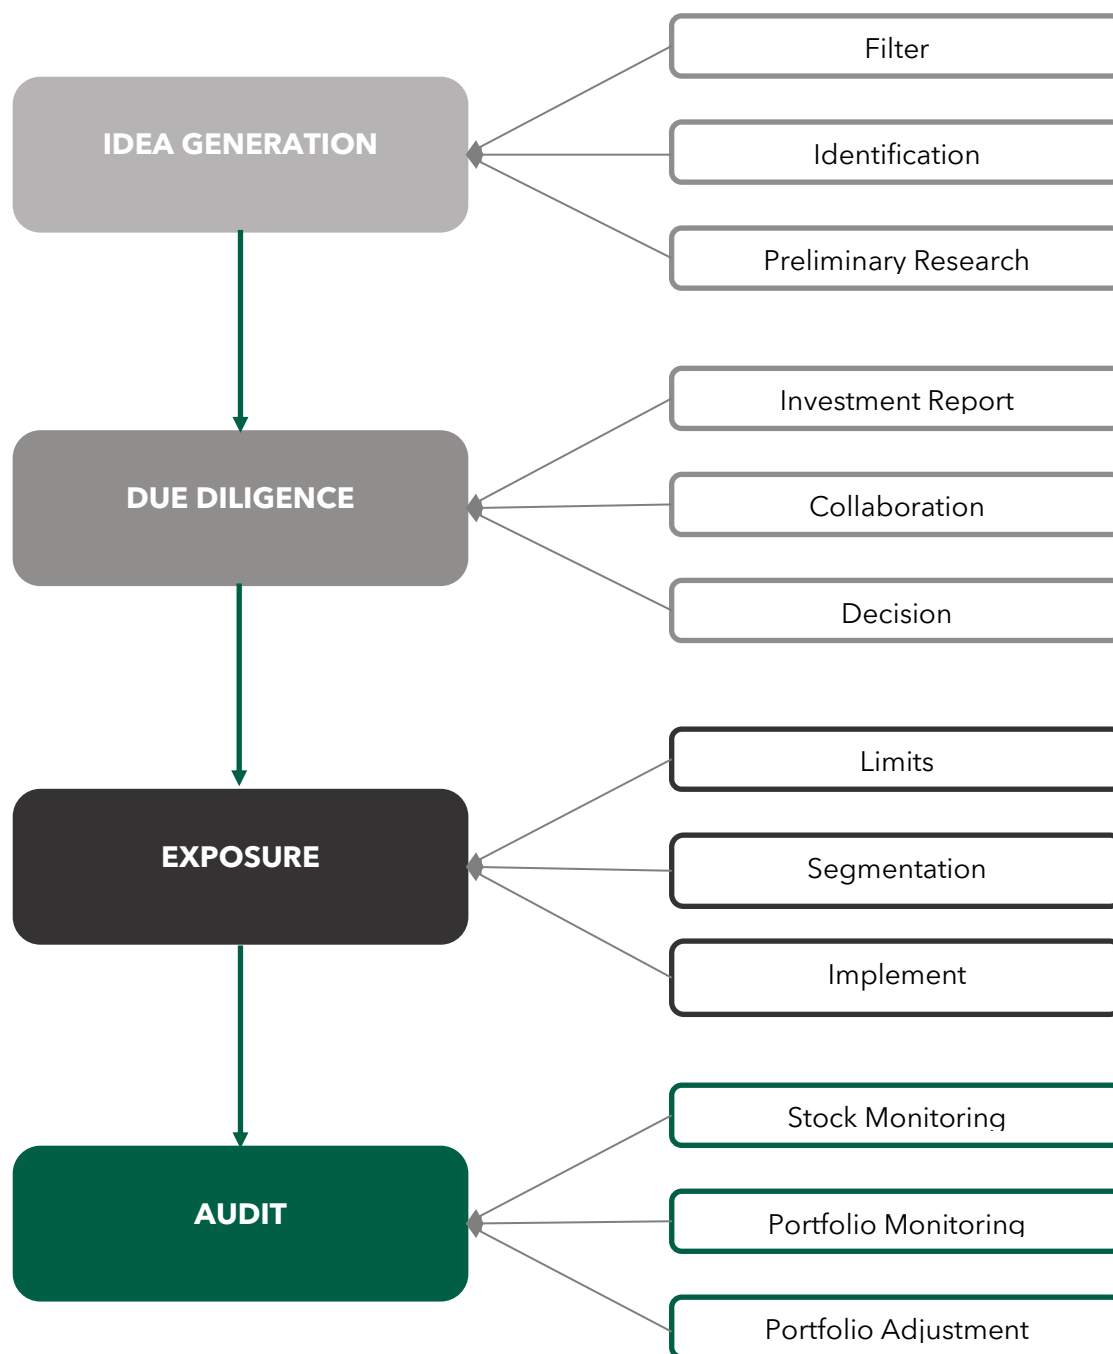 IDEA GENERATION
Filter
Identification
Preliminary Research
DUE DILIGENCE
Investment Report
Collaboration
Decision
EXPOSURE
Limits
Segmentation
Implement
AUDIT
Stock Monitoring
Portfolio Monitoring
Portfolio Adjustment